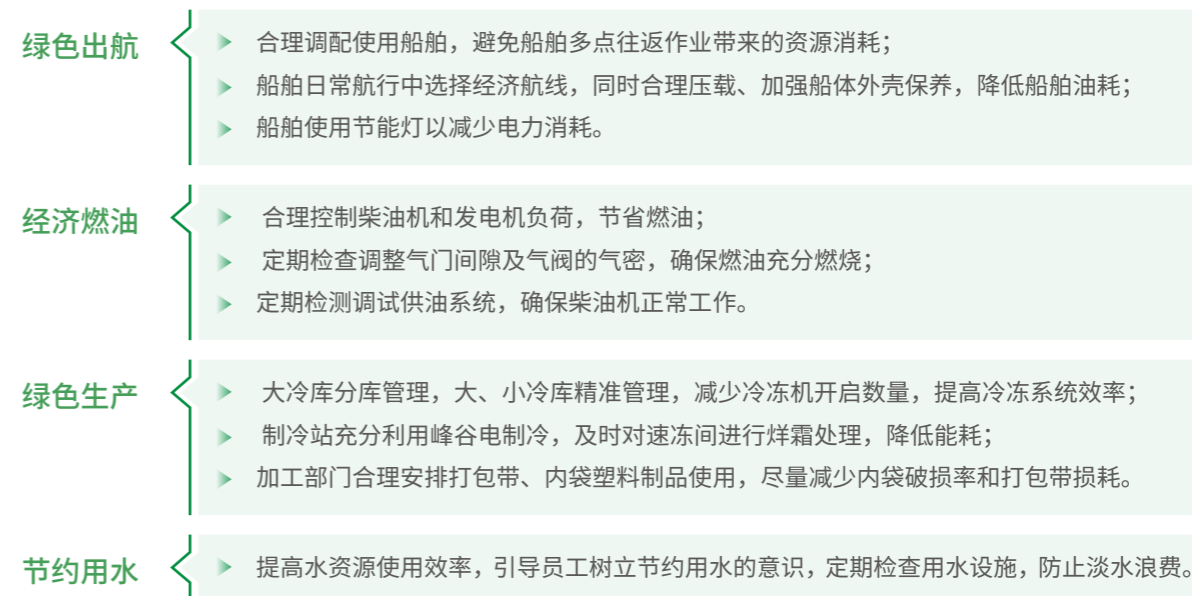 绿色出航
合理调配使用船舶，避免船舶多点往返作业带来的资源消耗；
船舶日常航行中选择经济航线，同时合理压载、加强船体外壳保养，降低船舶油耗；
船舶使用节能灯以减少电力消耗。
经济燃油
合理控制柴油机和发电机负荷，节省燃油；
定期检查调整气门间隙及气阀的气密，确保燃油充分燃烧；
定期检测调试供油系统，确保柴油机正常工作。
绿色生产
大冷库分库管理，大、小冷库精准管理，减少冷冻机开启数量，提高冷冻系统效率；
制冷站充分利用峰谷电制冷，及时对速冻间进行烊霜处理，降低能耗；
加工部门合理安排打包带、内袋塑料制品使用，尽量减少内袋破损率和打包带损耗。
节约用水
提高水资源使用效率，引导员工树立节约用水的意识，定期检查用水设施，防止淡水浪费。